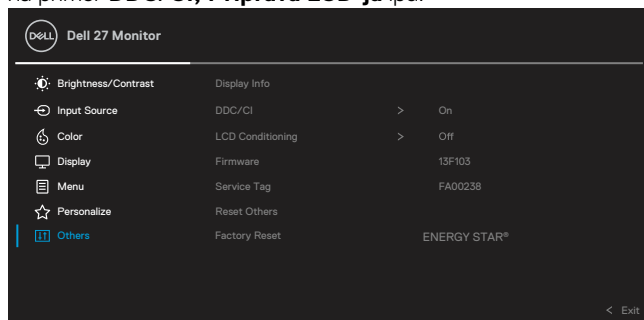 na primer DDC/CI, Priprava LCD-ja ipd.
DELL Dell 27 Monitor
Brightness/Contrast Display Info
Input Source DDC/CI > On
Color LCD Conditioning > Off
Display Firmware 13F103
Menu Service Tag FA00238
Personalize Reset Others
Others Factory Reset ENERGY STAR®
< Exit